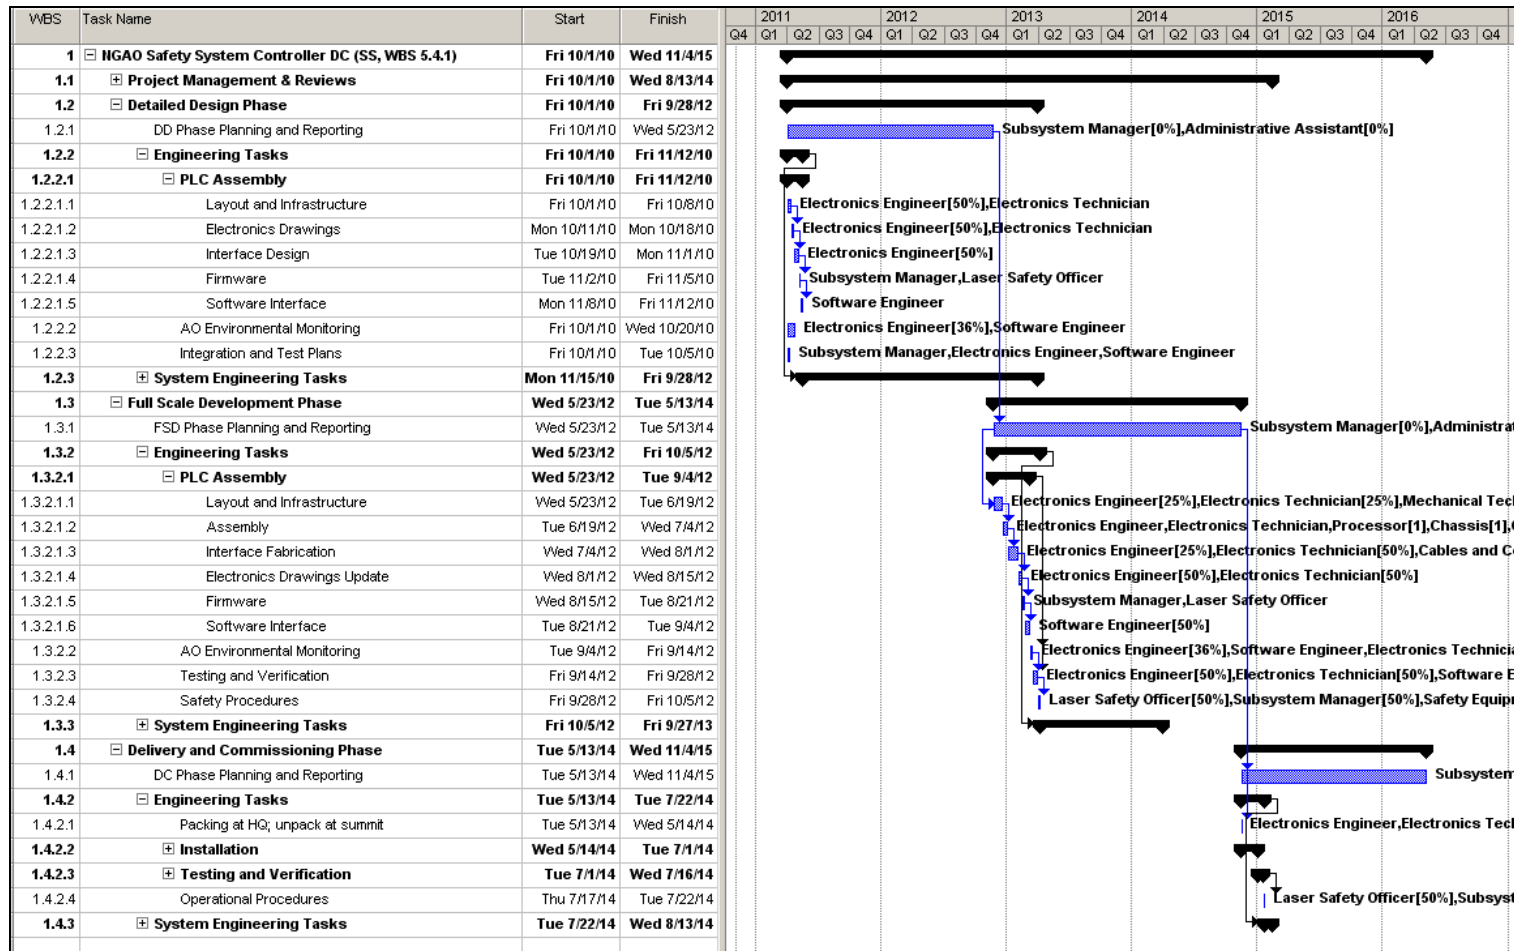 WBS Task Name Start Finish 2011 2012 2013 2014 2015 2016
Q4 Q1 Q2 Q3 Q4 Q1 Q2 Q3 Q4 Q1 Q2 Q3 Q4 Q1 Q2 Q3 Q4 Q1 Q2 Q3 Q4 Q1 Q2 Q3 Q4
1 NGAO Safety System Controller DC (SS, WBS 5.4.1) Fri 10/1/10 Wed 11/4/15
1.1 Project Management & Reviews Fri 10/1/10 Wed 8/13/14
1.2 Detailed Design Phase Fri 10/1/10 Fri 9/28/12
1.2.1 DD Phase Planning and Reporting Fri 10/1/10 Wed 5/23/12 Subsystem Manager[0%],Administrative Assistant[0%]
1.2.2 Engineering Tasks Fri 10/1/10 Fri 11/12/10
1.2.2.1 PLC Assembly Fri 10/1/10 Fri 11/12/10
1.2.2.1.1 Layout and Infrastructure Fri 10/1/10 Fri 10/8/10 Electronics Engineer[50%],Electronics Technician
1.2.2.1.2 Electronics Drawings Mon 10/11/10 Mon 10/18/10 Electronics Engineer[50%],Electronics Technician
1.2.2.1.3 Interface Design Tue 10/19/10 Mon 11/1/10 Electronics Engineer[50%]
1.2.2.1.4 Firmware Tue 11/2/10 Fri 11/5/10 Subsystem Manager,Laser Safety Officer
1.2.2.1.5 Software Interface Mon 11/8/10 Fri 11/12/10 Software Engineer
1.2.2.2 AO Environmental Monitoring Fri 10/1/10 Wed 10/20/10 Electronics Engineer[36%],Software Engineer
1.2.2.3 Integration and Test Plans Fri 10/1/10 Tue 10/5/10 Subsystem Manager,Electronics Engineer,Software Engineer
1.2.3 System Engineering Tasks Mon 11/15/10 Fri 9/28/12
1.3 Full Scale Development Phase Wed 5/23/12 Tue 5/13/14
1.3.1 FSD Phase Planning and Reporting Wed 5/23/12 Tue 5/13/14 Subsystem Manager[0%],Administrat
1.3.2 Engineering Tasks Wed 5/23/12 Fri 10/5/12
1.3.2.1 PLC Assembly Wed 5/23/12 Tue 9/4/12
1.3.2.1.1 Layout and Infrastructure Wed 5/23/12 Tue 6/19/12 Electronics Engineer[25%],Electronics Technician[25%],Mechanical Tec
1.3.2.1.2 Assembly Tue 6/19/12 Wed 7/4/12 Electronics Engineer,Electronics Technician,Processor[1],Chassis[1],
1.3.2.1.3 Interface Fabrication Wed 7/4/12 Wed 8/1/12 Electronics Engineer[25%],Electronics Technician[50%],Cables and C
1.3.2.1.4 Electronics Drawings Update Wed 8/1/12 Wed 8/15/12 Electronics Engineer[50%],Electronics Technician[50%]
1.3.2.1.5 Firmware Wed 8/15/12 Tue 8/21/12 Subsystem Manager,Laser Safety Officer
1.3.2.1.6 Software Interface Tue 8/21/12 Tue 9/4/12 Software Engineer[50%]
1.3.2.2 AO Environmental Monitoring Tue 9/4/12 Fri 9/14/12 Electronics Engineer[36%],Software Engineer,Electronics Technicia
1.3.2.3 Testing and Verification Fri 9/14/12 Fri 9/28/12 Electronics Engineer[50%],Electronics Technician[50%],Software E
1.3.2.4 Safety Procedures Fri 9/28/12 Fri 10/5/12 Laser Safety Officer[50%],Subsystem Manager[50%],Safety Equip
1.3.3 System Engineering Tasks Fri 10/5/12 Fri 9/27/13
1.4 Delivery and Commissioning Phase Tue 5/13/14 Wed 11/4/15
1.4.1 DC Phase Planning and Reporting Tue 5/13/14 Wed 11/4/15 Subsystem
1.4.2 Engineering Tasks Tue 5/13/14 Tue 7/22/14
1.4.2.1 Packing at HQ; unpack at summit Tue 5/13/14 Wed 5/14/14 Electronics Engineer,Electronics Tec
1.4.2.2 Installation Wed 5/14/14 Tue 7/1/14
1.4.2.3 Testing and Verification Tue 7/1/14 Wed 7/16/14
1.4.2.4 Operational Procedures Thu 7/17/14 Tue 7/22/14 Laser Safety Officer[50%],Subsyst
1.4.3 System Engineering Tasks Tue 7/22/14 Wed 8/13/14